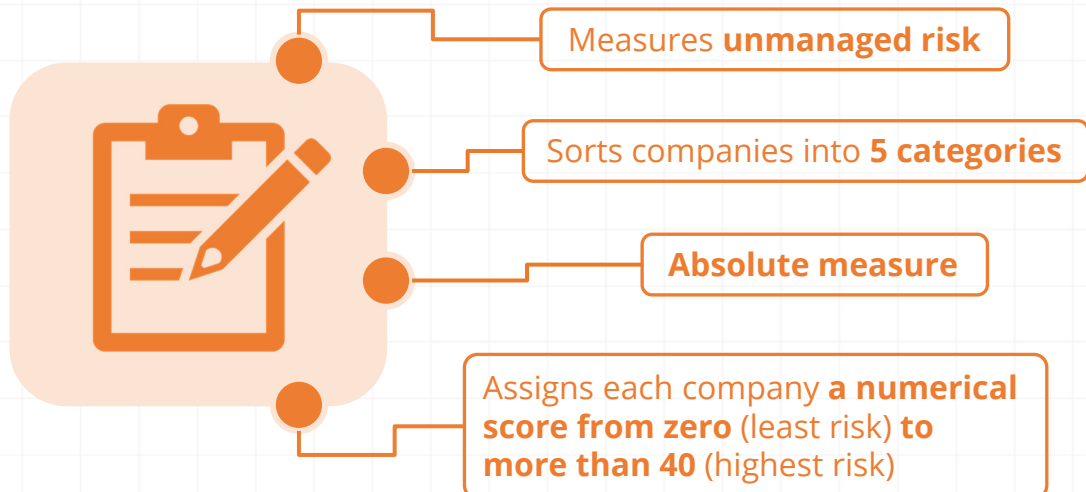 Measures unmanaged risk
Sorts companies into 5 categories
Absolute measure
Assigns each company a numerical
score from zero (least risk) to
more than 40 (highest risk)